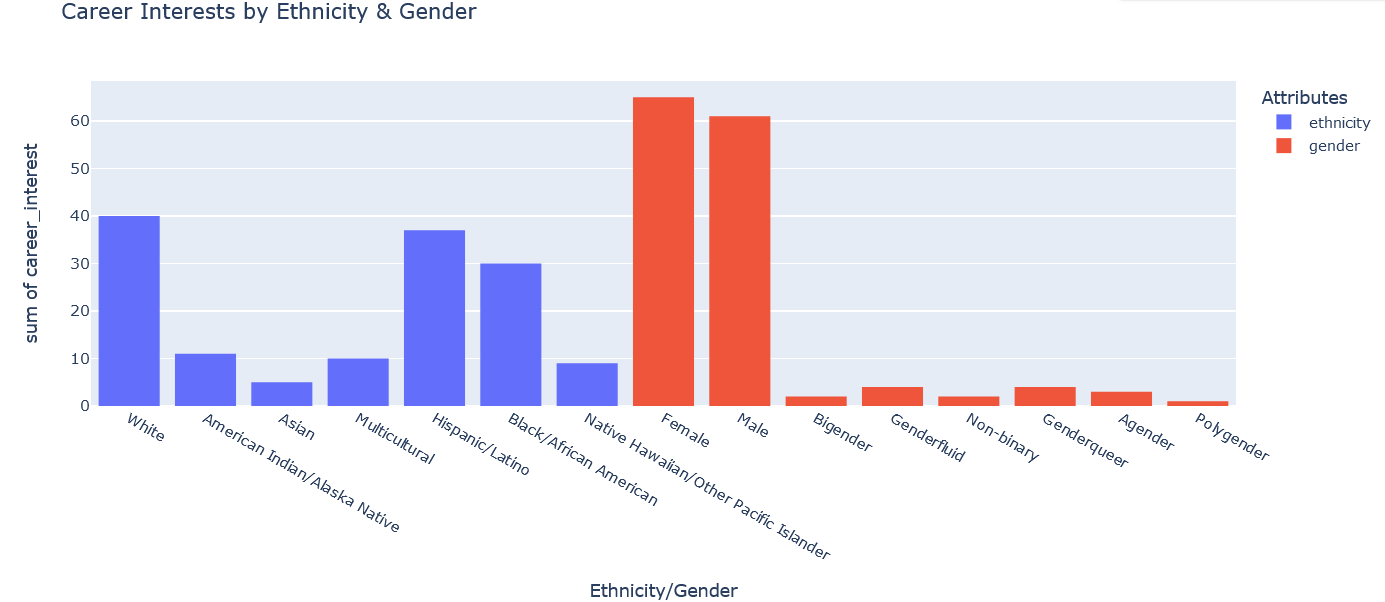 Career Interests by Ethnicity & Gender
Attributes
ethnicity
gender
sum of career_interest
60
50
40
30
20
10
0
White
American Indian/Alaska Native
Asian
Multicultural
Hispanic/Latino
Black/African American
Native Hawaiian/Other Pacific Islander
Female
Male
Bigender
Genderfluid
Non-binary
Genderqueer
Agender
Polygender
Ethnicity/Gender